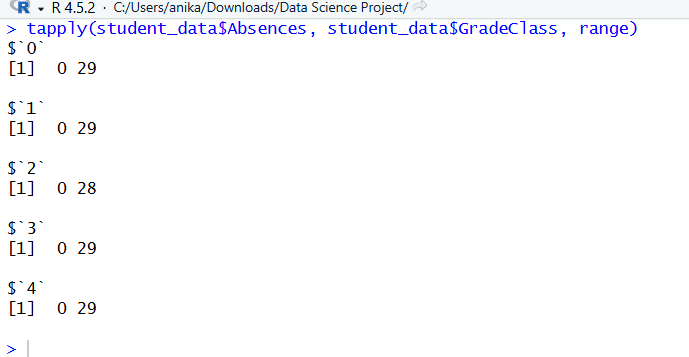 R R 4.5.2 · C:/Users/anika/Downloads/Data Science Project/
> tapply(student_data$Absences, student_data$GradeClass, range)
$`0`
[1]  0 29
$`1`
[1]  0 29
$`2`
[1]  0 28
$`3`
[1]  0 29
$`4`
[1]  0 29
>